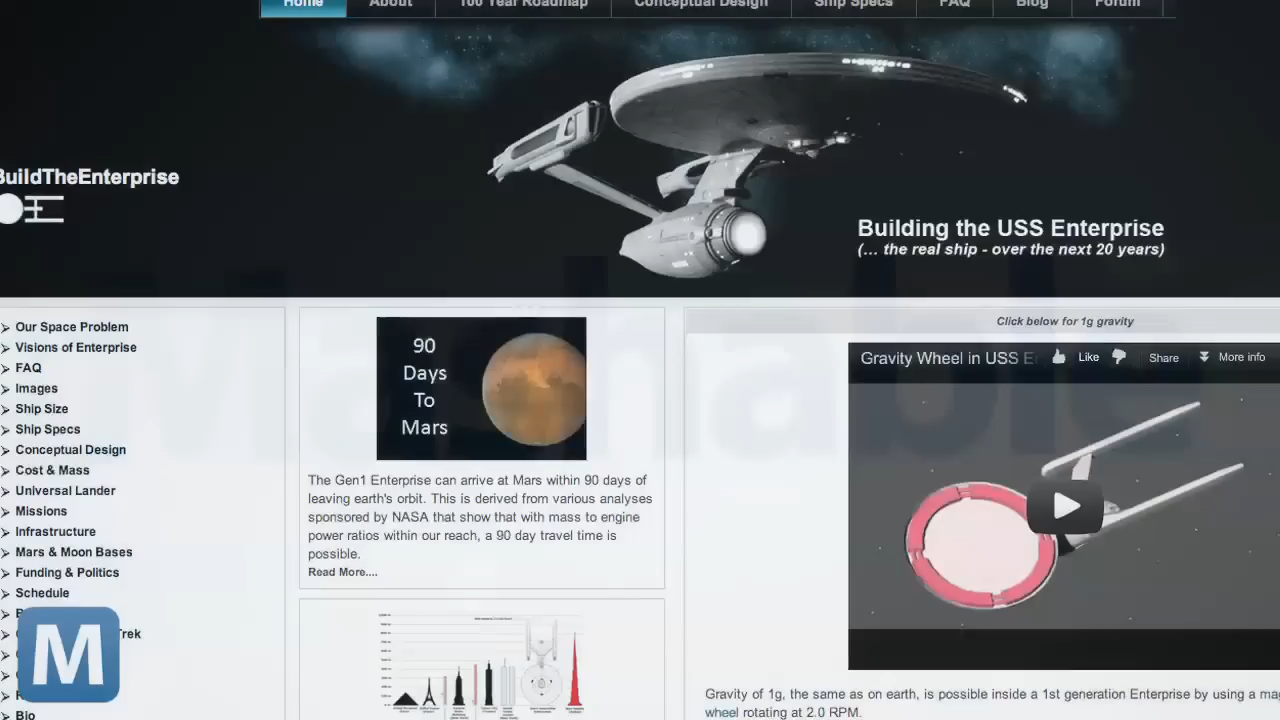 Home About 100 Year Roadmap Conceptual Design Ship Specs FAQ Blog Forum
BuildTheEnterprise
Building the USS Enterprise
(... the real ship - over the next 20 years)
Our Space Problem
Visions of Enterprise
FAQ
Images
Ship Size
Ship Specs
Conceptual Design
Cost & Mass
Universal Lander
Missions
Infrastructure
Mars & Moon Bases
Funding & Politics
Schedule
rek
Bio
M
90
Days
To
Mars
The Gen1 Enterprise can arrive at Mars within 90 days of
leaving earth's orbit. This is derived from various analyses
sponsored by NASA that show that with mass to engine
power ratios within our reach, a 90 day travel time is
possible.
Read More....
Click below for 1g gravity
Gravity Wheel in USS E Like Share More info
Gravity of 1g, the same as on earth, is possible inside a 1st generation Enterprise by using a ma
wheel rotating at 2.0 RPM.
Mashable